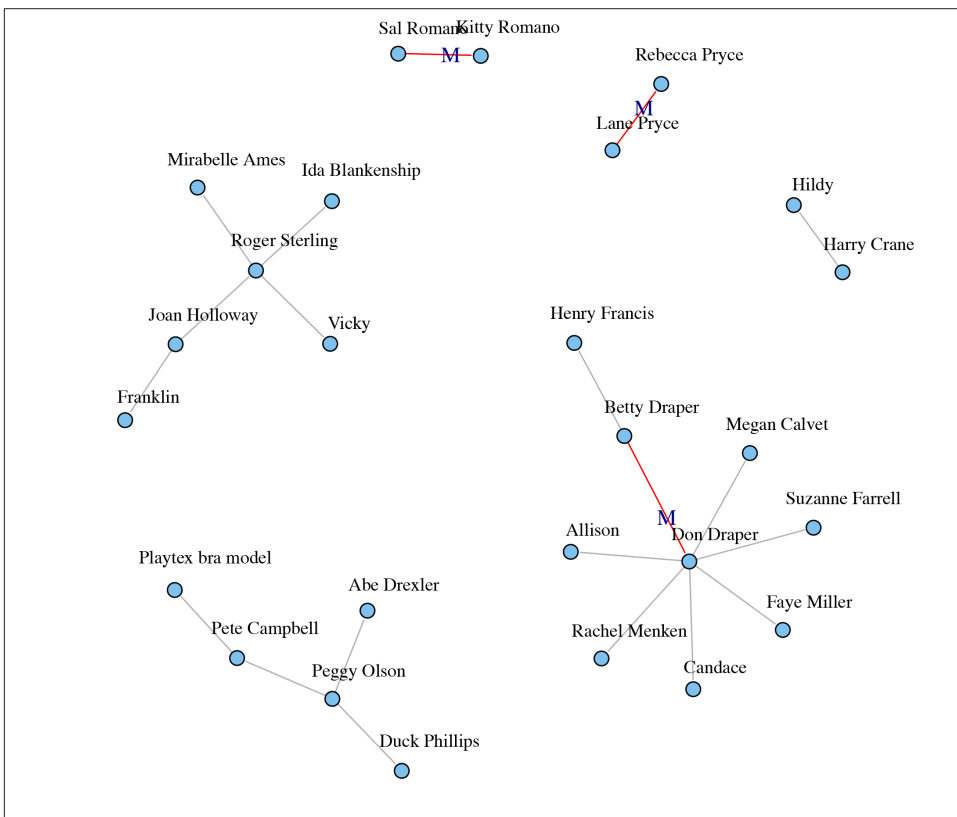 Sal Romano
Kitty Romano
M
Rebecca Pryce
M
Lane Pryce
Mirabelle Ames
Ida Blankenship
Hildy
Roger Sterling
Harry Crane
Joan Holloway
Vicky
Henry Francis
Franklin
Betty Draper
Megan Calvet
Suzanne Farrell
M
Allison
Don Draper
Playtex bra model
Abe Drexler
Faye Miller
Pete Campbell
Rachel Menken
Peggy Olson
Candace
Duck Phillips